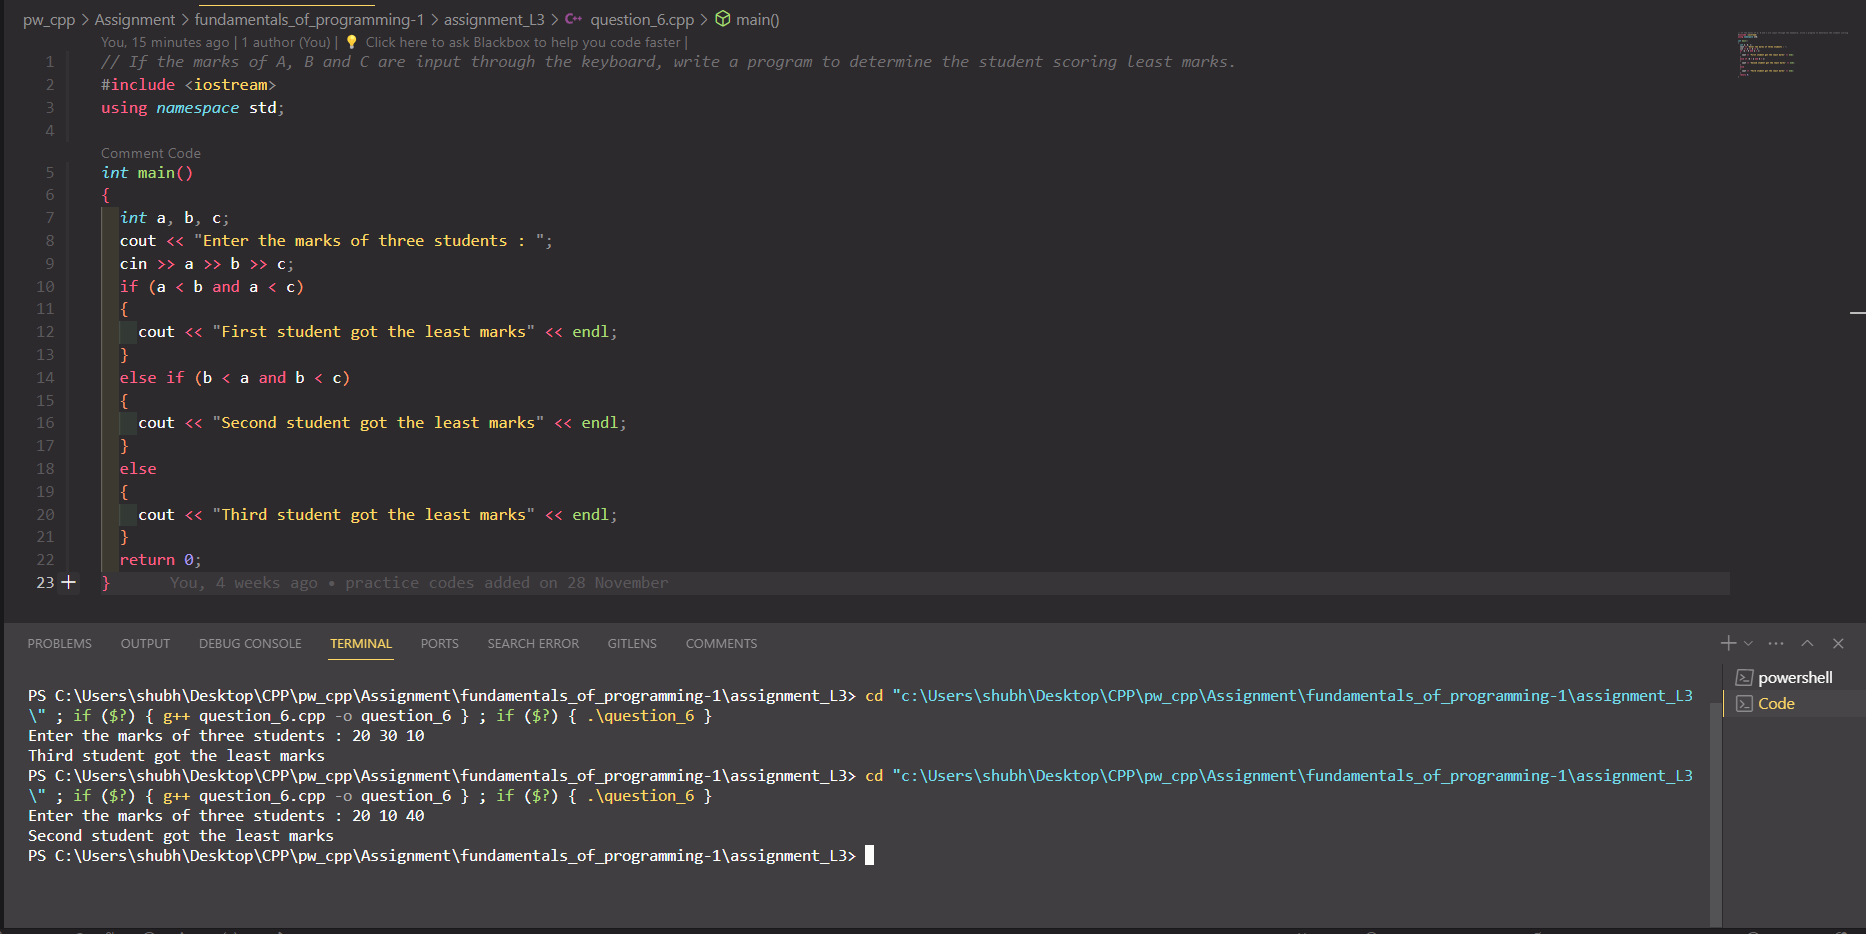 pw_cpp > Assignment > fundamentals_of_programming-1 > assignment_L3 > C++ question_6.cpp > main()
You, 15 minutes ago | 1 author (You) | 💡 Click here to ask Blackbox to help you code faster |
1 // If the marks of A, B and C are input through the keyboard, write a program to determine the student scoring least marks.
2 #include <iostream>
3 using namespace std;
4
Comment Code
5 int main()
6 {
7 int a, b, c;
8 cout << "Enter the marks of three students : ";
9 cin >> a >> b >> c;
10 if (a < b and a < c)
11 {
12 cout << "First student got the least marks" << endl;
13 }
14 else if (b < a and b < c)
15 {
16 cout << "Second student got the least marks" << endl;
17 }
18 else
19 {
20 cout << "Third student got the least marks" << endl;
21 }
22 return 0;
23 } You, 4 weeks ago • practice codes added on 28 November
PROBLEMS OUTPUT DEBUG CONSOLE TERMINAL PORTS SEARCH ERROR GITLENS COMMENTS
powershell
Code
PS C:\Users\shubh\Desktop\CPP\pw_cpp\Assignment\fundamentals_of_programming-1\assignment_L3> cd "c:\Users\shubh\Desktop\CPP\pw_cpp\Assignment\fundamentals_of_programming-1\assignment_L3
\" ; if ($?) { g++ question_6.cpp -o question_6 } ; if ($?) { .\question_6 }
Enter the marks of three students : 20 30 10
Third student got the least marks
PS C:\Users\shubh\Desktop\CPP\pw_cpp\Assignment\fundamentals_of_programming-1\assignment_L3> cd "c:\Users\shubh\Desktop\CPP\pw_cpp\Assignment\fundamentals_of_programming-1\assignment_L3
\" ; if ($?) { g++ question_6.cpp -o question_6 } ; if ($?) { .\question_6 }
Enter the marks of three students : 20 10 40
Second student got the least marks
PS C:\Users\shubh\Desktop\CPP\pw_cpp\Assignment\fundamentals_of_programming-1\assignment_L3>